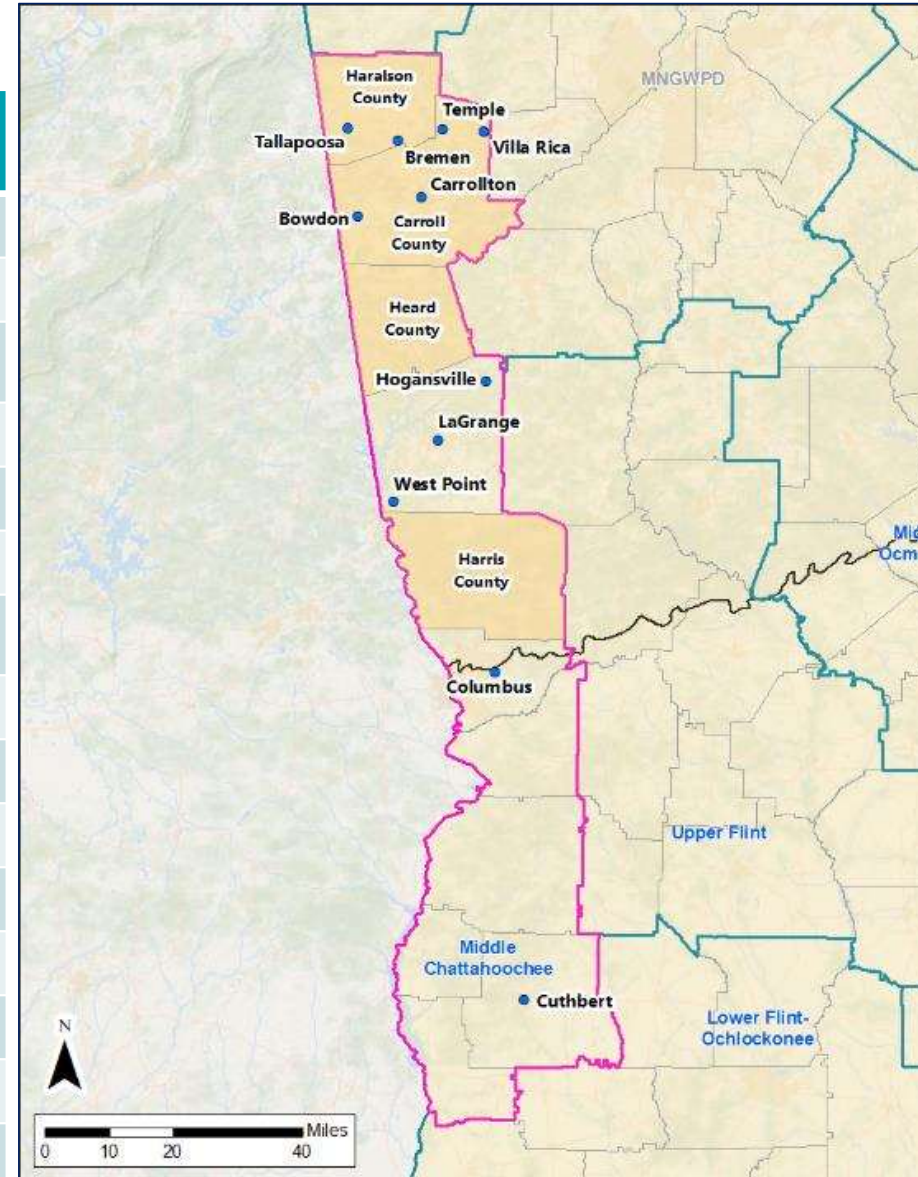 MNGWPD
Haralson
County
Temple
Tallapoosa
Villa Rica
Bremen
Carrollton
Bowdon
Carroll
County
Heard
County
Hogansville
LaGrange
West Point
Harris
County
Columbus
Upper Flint
Middle
Chattahoochee
Cuthbert
Lower Flint-
Ochlockonee
N
Miles
0 10 20 40